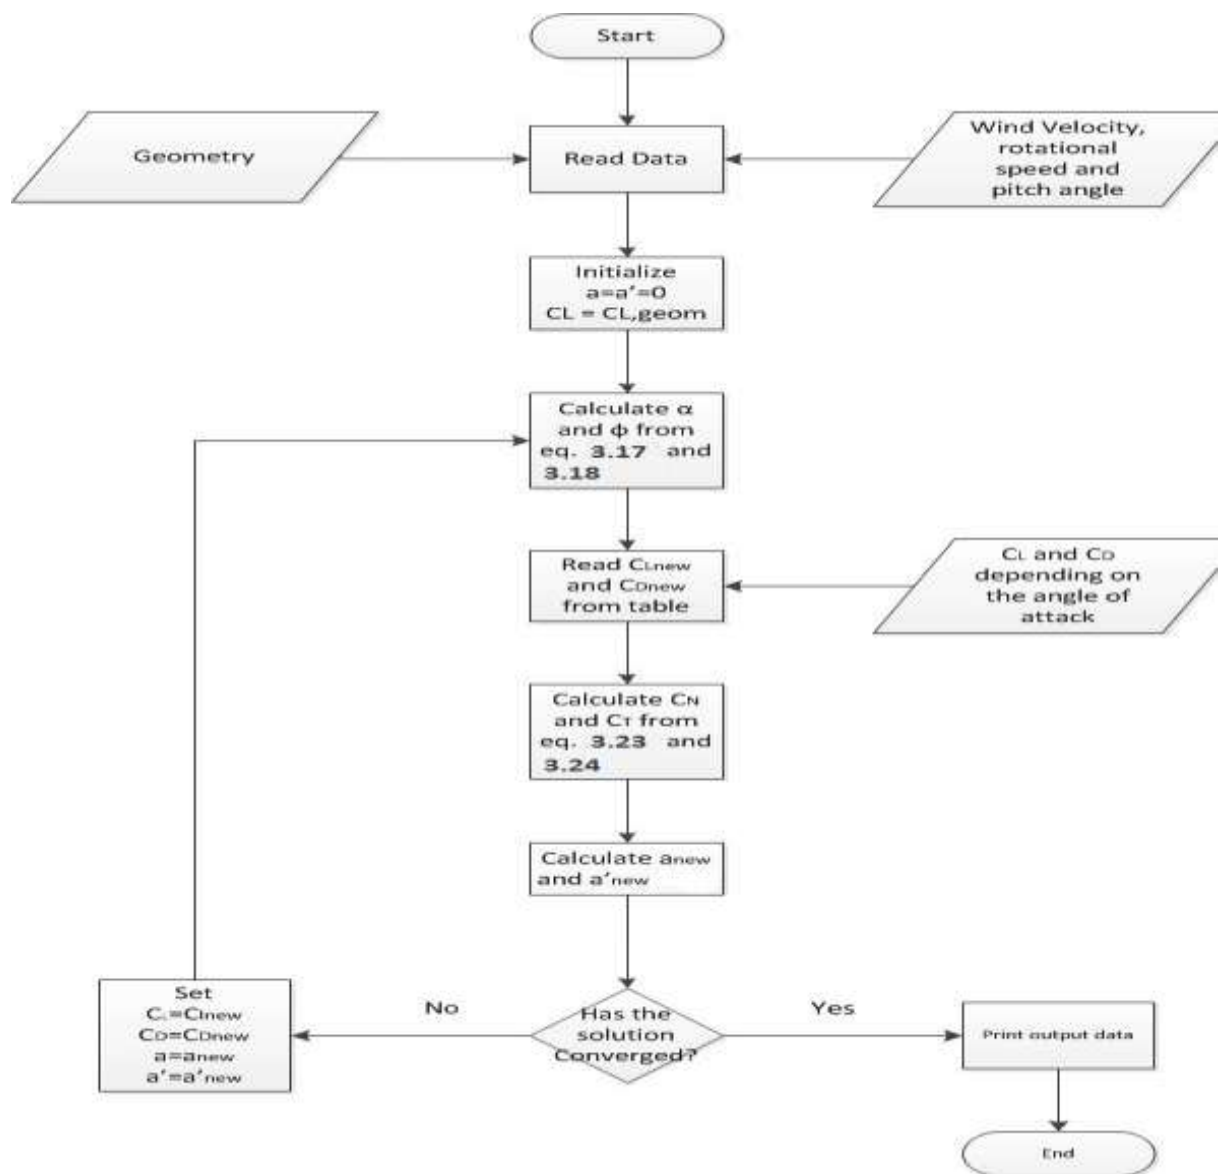 Start
Geometry
Read Data
Wind Velocity,
rotational
speed and
pitch angle
Initialize
a=a’=0
CL = CL,geom
Calculate α
and ϕ from
eq. 3.17 and
3.18
Read CLnew
and CDnew
from table
CL and CD
depending on
the angle of
attack
Calculate CN
and CT from
eq. 3.23 and
3.24
Calculate anew
and a’new
Has the
solution
Converged?
No
Yes
Set
CL=Clnew
CD=CDnew
a=anew
a’=a’new
Print output data
End